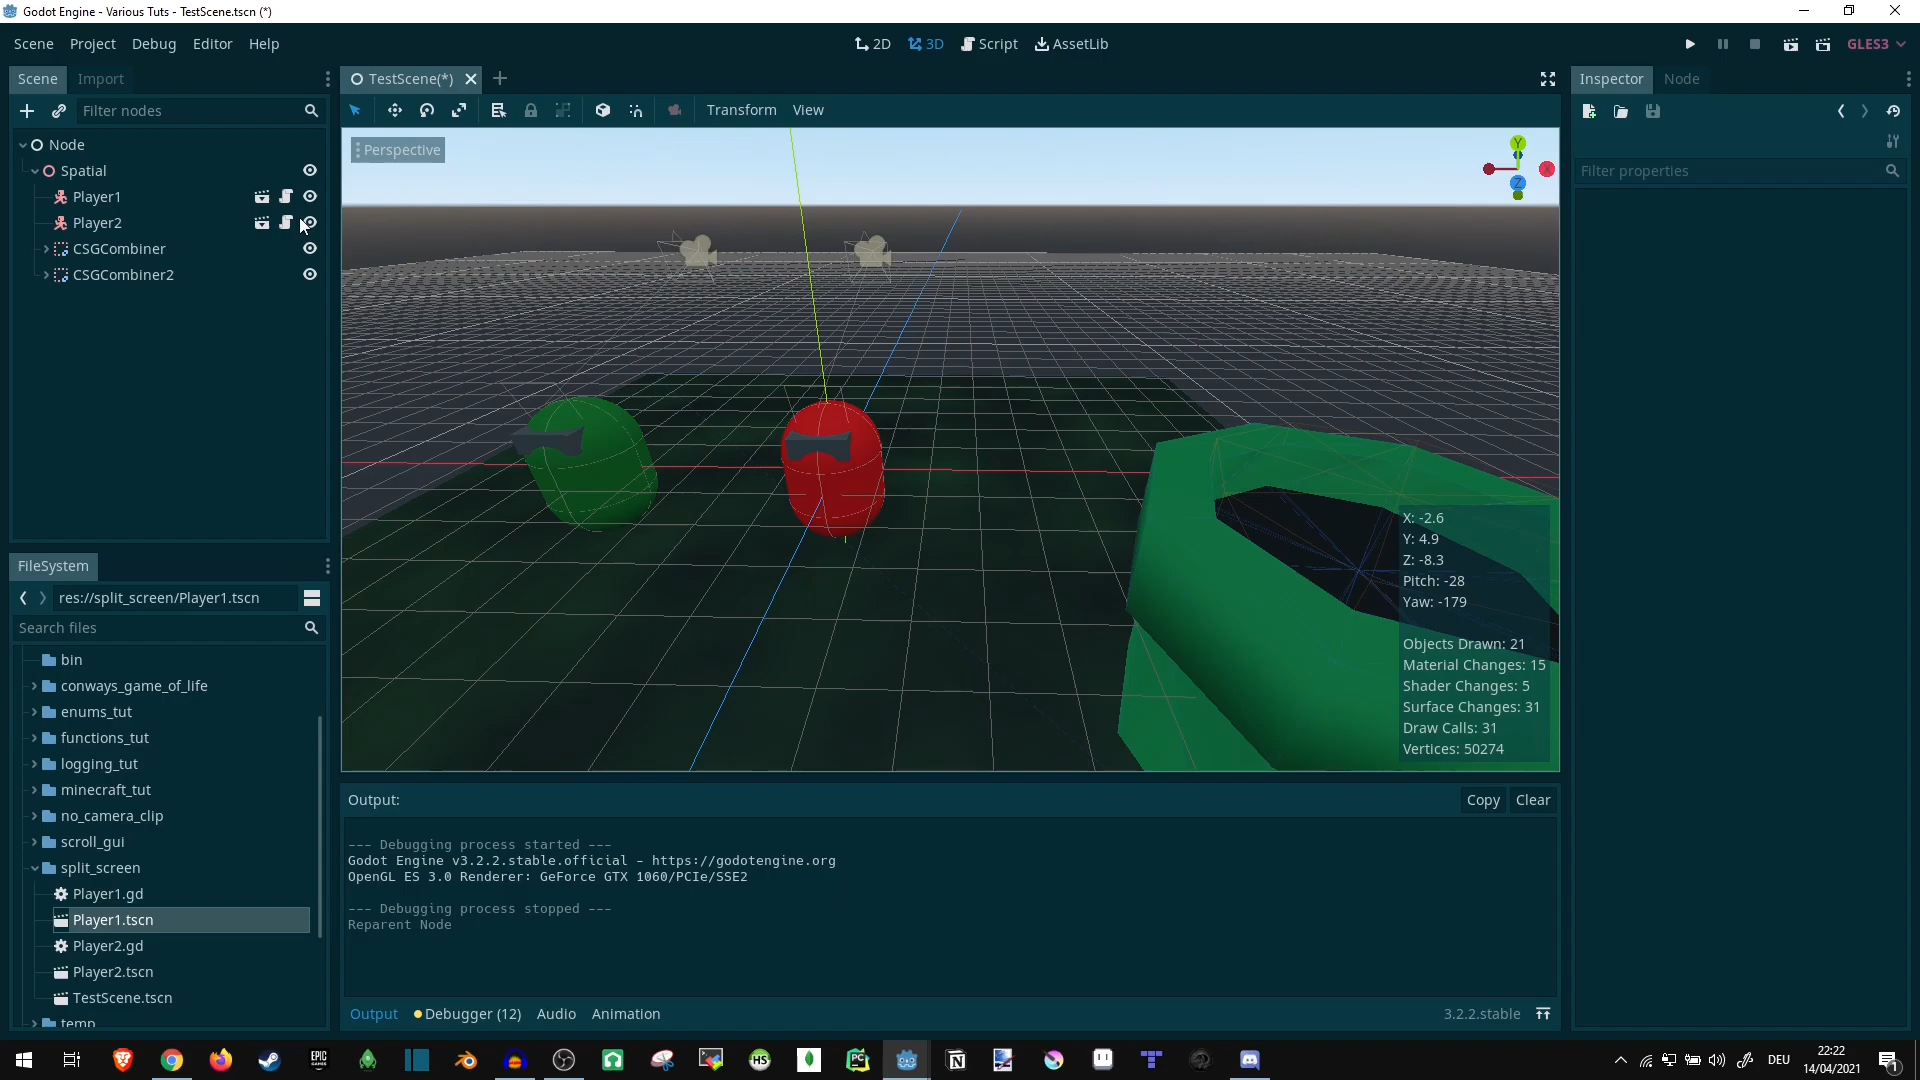 Godot Engine - Various Tuts - TestScene.tscn (*)
Scene Project Debug Editor Help
2D 3D Script AssetLib
GLES3
Scene Import
TestScene(*)
Inspector Node
Filter nodes
Transform View
Node
Perspective
Y
X
Z
Filter properties
Spatial
Player1
Player2
CSGCombiner
CSGCombiner2
X: -2.6
Y: 4.9
Z: -8.3
Pitch: -28
Yaw: -179
Objects Drawn: 21
Material Changes: 15
Shader Changes: 5
Surface Changes: 31
Draw Calls: 31
Vertices: 50274
FileSystem
res://split_screen/Player1.tscn
Search files
bin
conways_game_of_life
enums_tut
functions_tut
logging_tut
minecraft_tut
no_camera_clip
scroll_gui
split_screen
Player1.gd
Player1.tscn
Player2.gd
Player2.tscn
TestScene.tscn
temp
Output:
Copy Clear
--- Debugging process started ---
Godot Engine v3.2.2.stable.official - https://godotengine.org
OpenGL ES 3.0 Renderer: GeForce GTX 1060/PCIe/SSE2
--- Debugging process stopped ---
Reparent Node
Output Debugger (12) Audio Animation
3.2.2.stable
EPIC GAMES
HS
PC
DEU
22:22
14/04/2021
1